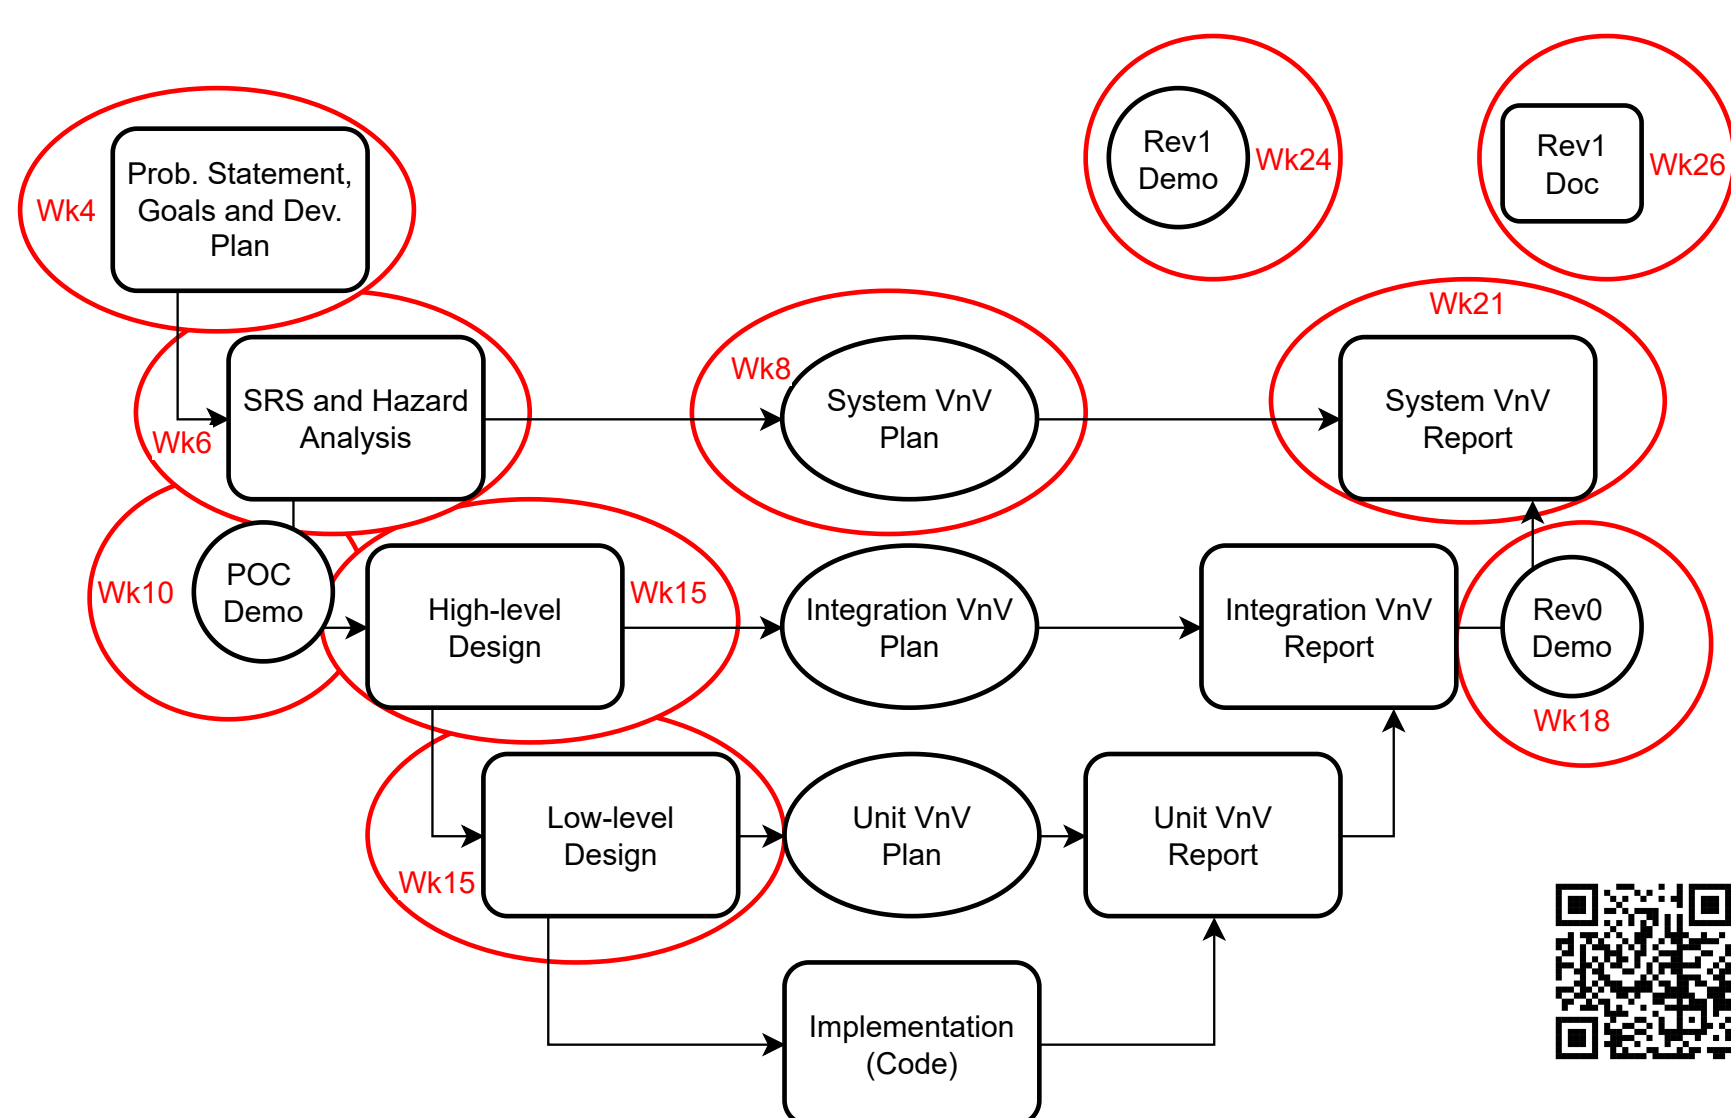 Wk4
Prob. Statement,
Goals and Dev.
Plan
Rev1
Demo
Wk24
Rev1
Doc
Wk26
Wk6
SRS and Hazard
Analysis
Wk8
System VnV
Plan
Wk21
System VnV
Report
Wk10
POC
Demo
High-level
Design
Wk15
Integration VnV
Plan
Integration VnV
Report
Rev0
Demo
Wk18
Wk15
Low-level
Design
Unit VnV
Plan
Unit VnV
Report
Implementation
(Code)